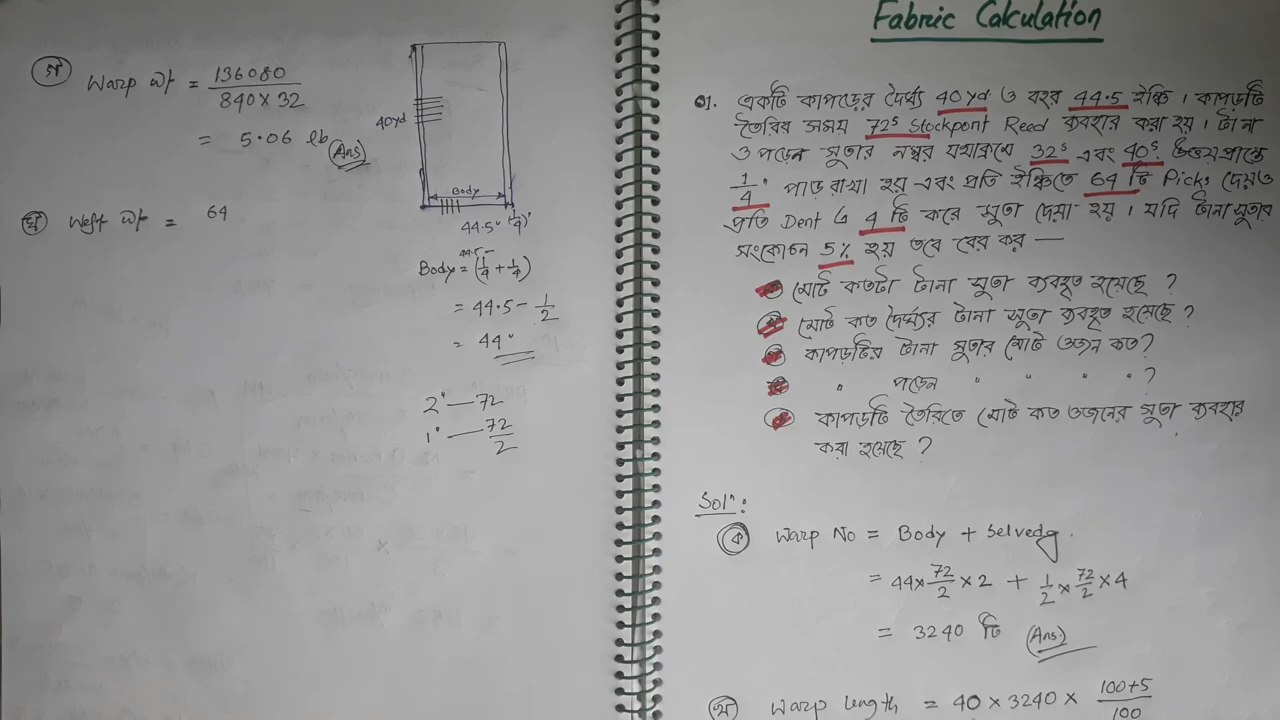 গ Warp wt = 136080
840 × 32
= 5.06 lb (Ans)
ঘ Weft wt = 64
40yd
Body
44.5" (1/4)"
44.5 -
Body = (1/4 + 1/4)
= 44.5 - 1/2
= 44"
2" — 72
1" — 72/2
Fabric Calculation
01. একটি কাপড়ের দৈর্ঘ্য 40 yd ও বহর 44.5 ইঞ্চি। কাপড়টি
তৈরির সময় 72s Stockport Reed ব্যবহার করা হয়। টানা
ও পড়েন সুতার নম্বর যথাক্রমে 32s এবং 40s. উভয়প্রান্তে
1/4" পাড় রাখা হয় এবং প্রতি ইঞ্চিতে 64 টি Picks দেয়ও
প্রতি Dent এ 4 টি করে সুতা দেয়া হয়। যদি টানা সুতার
সংকোচন 5% হয় তবে বের কর —
মোট কতটা টানা সুতা ব্যবহৃত হয়েছে?
মোট কত দৈর্ঘ্যের টানা সুতা ব্যবহৃত হয়েছে?
কাপড়টির টানা সুতার মোট ওজন কত?
" পড়েন " " " "?
কাপড়টি তৈরিতে মোট কত ওজনের সুতা ব্যবহার
করা হয়েছে?
Solⁿ:
ক Warp No = Body + Selvedg.
= 44 × 72/2 × 2 + 1/2 × 72/2 × 4
= 3240 টি (Ans.)
খ Warp length = 40 × 3240 × 100+5
100